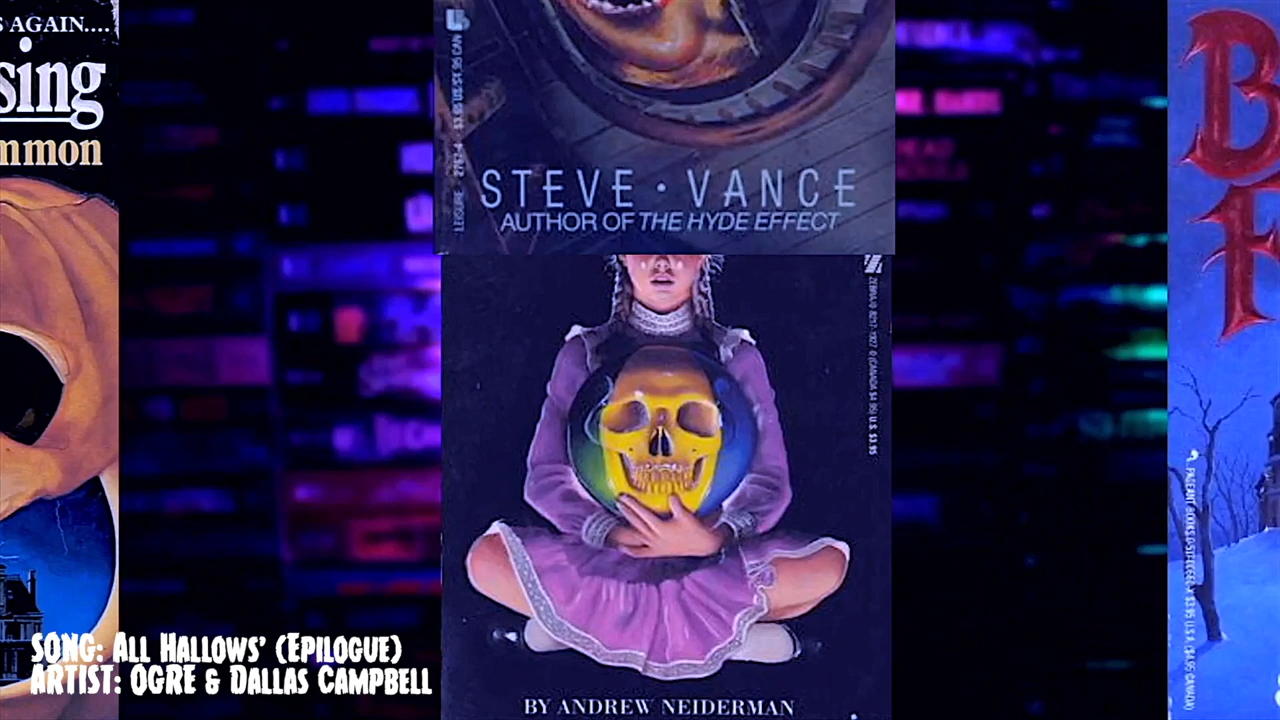 S AGAIN....
sing
mmon
STEVE · VANCE
AUTHOR OF THE HYDE EFFECT
LEISURE
BY ANDREW NEIDERMAN
SONG: ALL HALLOWS' (EPILOGUE)
ARTIST: OGRE & DALLAS CAMPBELL
B
F